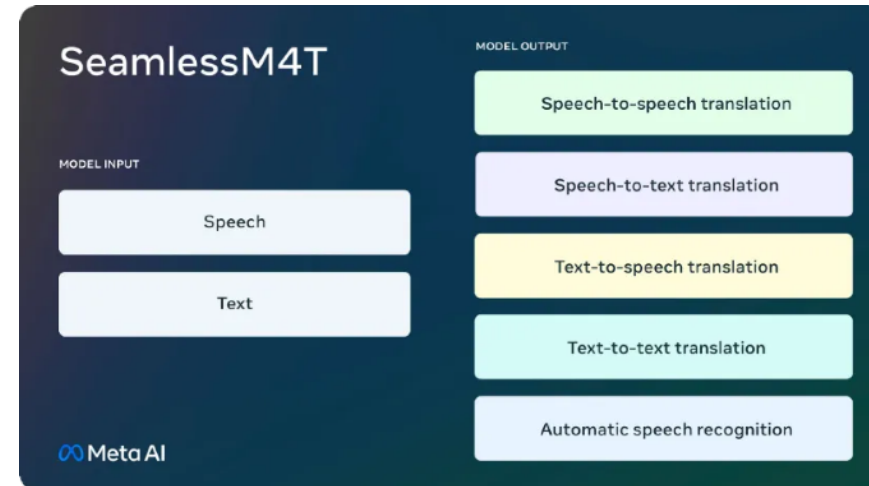 SeamlessM4T
MODEL INPUT
Speech
Text
Meta AI
MODEL OUTPUT
Speech-to-speech translation
Speech-to-text translation
Text-to-speech translation
Text-to-text translation
Automatic speech recognition